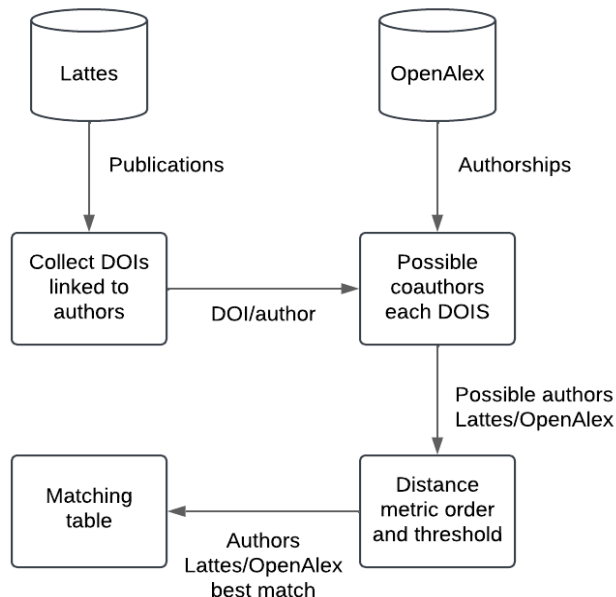 Lattes
OpenAlex
Publications
Authorships
Collect DOIs
linked to
authors
DOI/author
Possible
coauthors
each DOIS
Possible authors
Lattes/OpenAlex
Matching
table
Authors
Lattes/OpenAlex
best match
Distance
metric order
and threshold